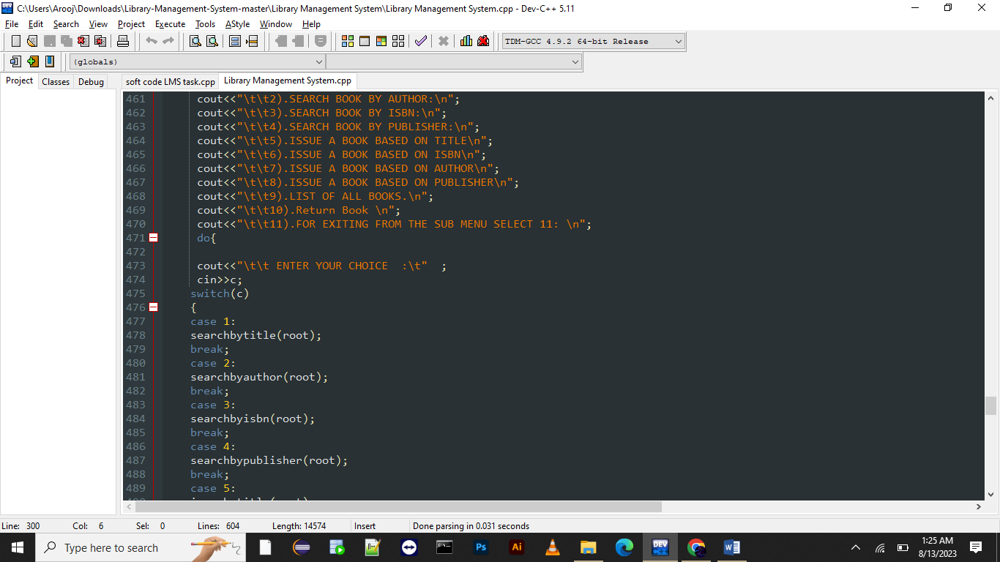 C:\Users\Arooj\Downloads\Library-Management-System-master\Library Management System\Library Management System.cpp - Dev-C++ 5.11
File Edit Search View Project Execute Tools AStyle Window Help
TDM-GCC 4.9.2 64-bit Release
(globals)
Project Classes Debug soft code LMS task.cpp Library Management System.cpp
461 cout<<"\t\t2).SEARCH BOOK BY AUTHOR:\n";
462 cout<<"\t\t3).SEARCH BOOK BY ISBN:\n";
463 cout<<"\t\t4).SEARCH BOOK BY PUBLISHER:\n";
464 cout<<"\t\t5).ISSUE A BOOK BASED ON TITLE\n";
465 cout<<"\t\t6).ISSUE A BOOK BASED ON ISBN\n";
466 cout<<"\t\t7).ISSUE A BOOK BASED ON AUTHOR\n";
467 cout<<"\t\t8).ISSUE A BOOK BASED ON PUBLISHER\n";
468 cout<<"\t\t9).LIST OF ALL BOOKS.\n";
469 cout<<"\t\t10).Return Book \n";
470 cout<<"\t\t11).FOR EXITING FROM THE SUB MENU SELECT 11: \n";
471 do{
472
473 cout<<"\t\t ENTER YOUR CHOICE  :\t"  ;
474 cin>>c;
475 switch(c)
476 {
477 case 1:
478 searchbytitle(root);
479 break;
480 case 2:
481 searchbyauthor(root);
482 break;
483 case 3:
484 searchbyisbn(root);
485 break;
486 case 4:
487 searchbypublisher(root);
488 break;
489 case 5:
Line: 300 Col: 6 Sel: 0 Lines: 604 Length: 14574 Insert Done parsing in 0.031 seconds
Type here to search
Ps
Ai
DEV
W
1:25 AM
8/13/2023